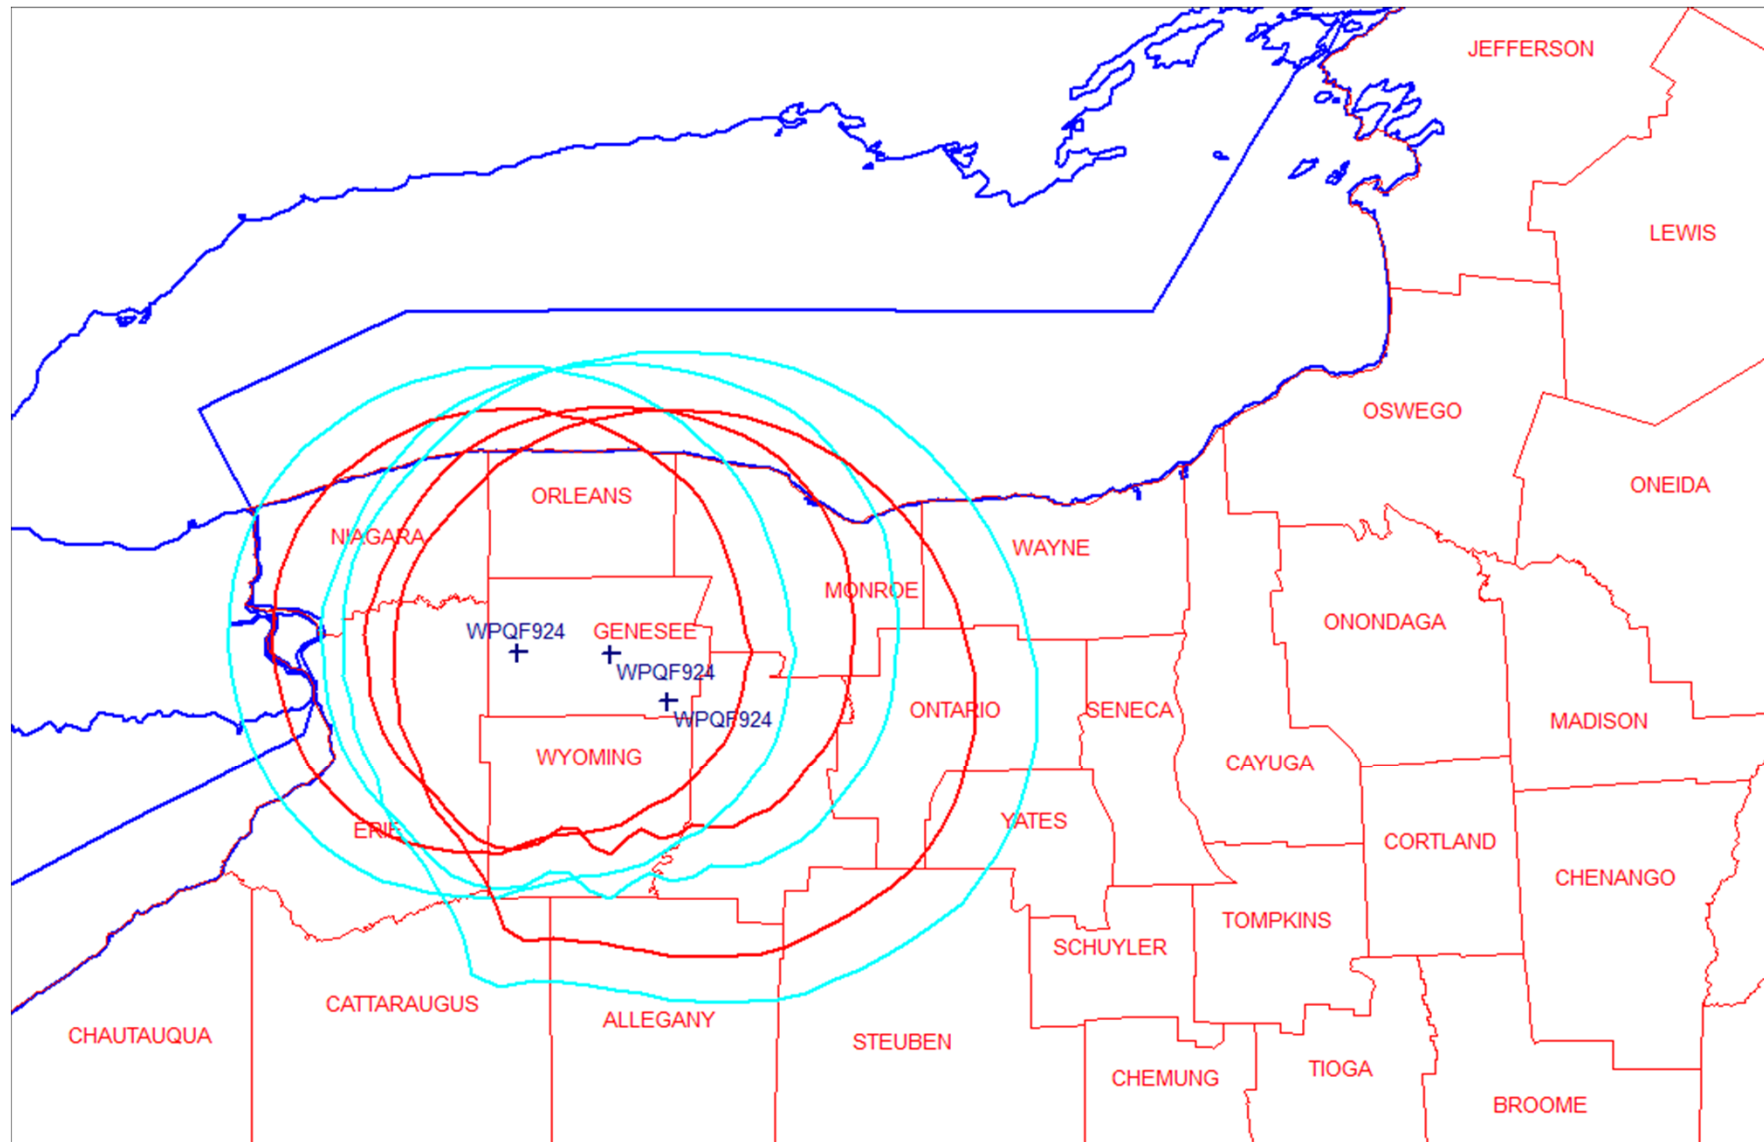 JEFFERSON
LEWIS
OSWEGO
ONEIDA
ORLEANS
NIAGARA
WAYNE
MONROE
ONONDAGA
WPQF924
GENESEE
WPQF924
WPQF924
ONTARIO
SENECA
MADISON
WYOMING
CAYUGA
YATES
ERIE
CORTLAND
CHENANGO
TOMPKINS
SCHUYLER
CATTARAUGUS
ALLEGANY
CHAUTAUQUA
STEUBEN
CHEMUNG
TIOGA
BROOME